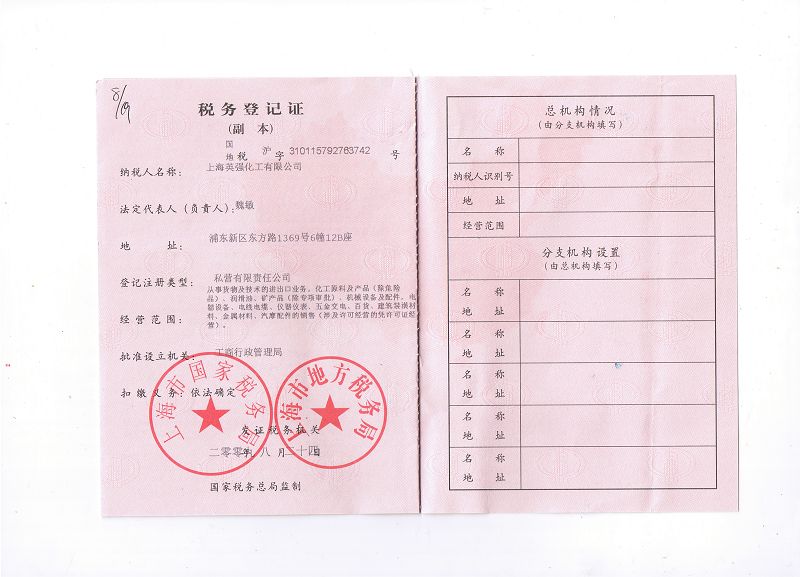 8/19
税务登记证
(副 本)
国
地 税 沪 字 310115792763742 号
纳税人名称: 上海英强化工有限公司
法定代表人(负责人): 魏敏
地 址: 浦东新区东方路1369号6幢12B座
登记注册类型: 私营有限责任公司
经营范围: 从事货物及技术的进出口业务, 化工原料及产品(除危险
品)、润滑油、矿产品(除专项审批)、机械设备及配件、电
器设备、电线电缆、仪器仪表、五金交电、百货、建筑装潢材
料、金属材料、汽摩配件的销售(涉及许可经营的凭许可证经
营)。
批准设立机关: 工商行政管理局
扣缴义务: 依法确定
上海市国家税务局
上海市地方税务局
发证税务机关
年 八 月 二十四 日
国家税务总局监制
总机构情况
(由分支机构填写)
名 称
纳税人识别号
地 址
经营范围
分支机构设置
(由总机构填写)
名 称
地 址
名 称
地 址
名 称
地 址
名 称
地 址
名 称
地 址